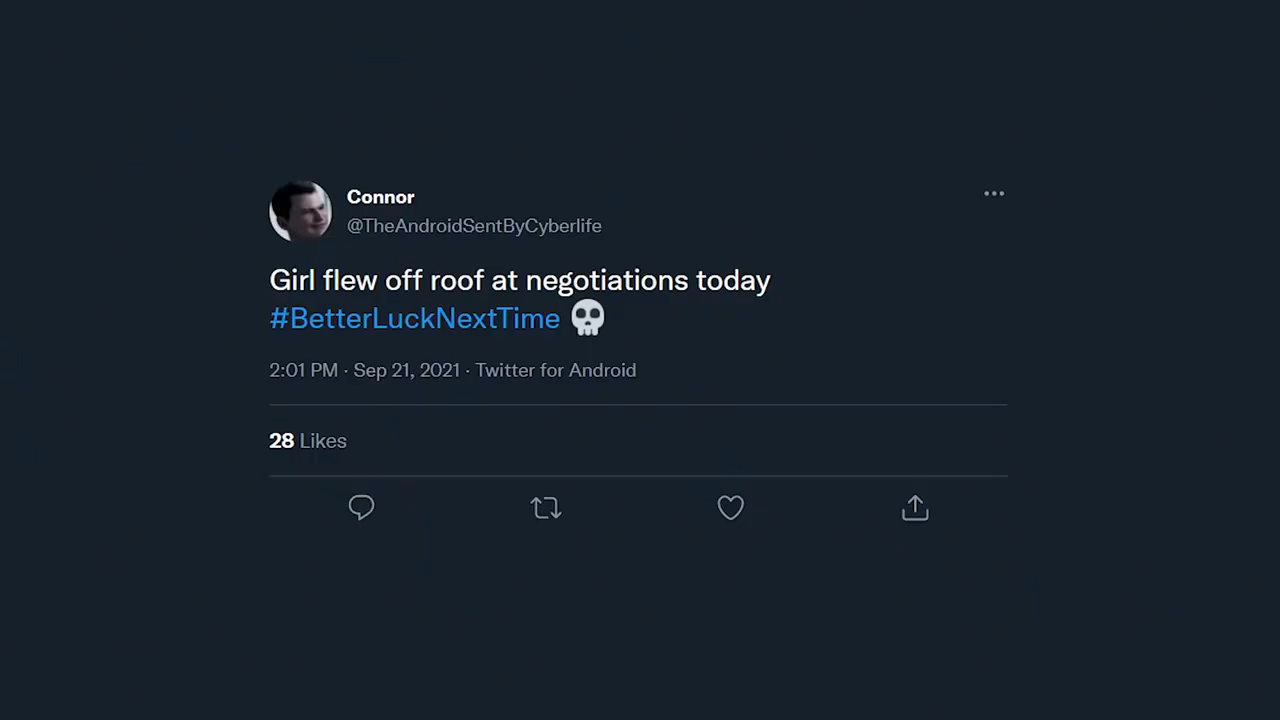 Connor
@TheAndroidSentByCyberlife
Girl flew off roof at negotiations today
#BetterLuckNextTime 💀
2:01 PM · Sep 21, 2021 · Twitter for Android
28 Likes